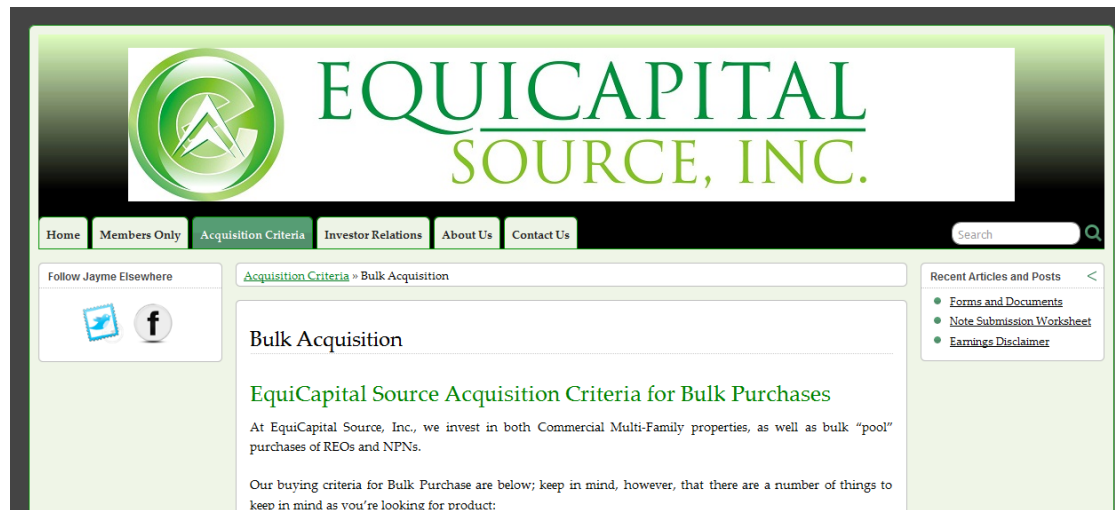 EQUICAPITAL
SOURCE, INC.
Home
Members Only
Acquisition Criteria
Investor Relations
About Us
Contact Us
Search
Follow Jayme Elsewhere
f
Acquisition Criteria » Bulk Acquisition
Bulk Acquisition
EquiCapital Source Acquisition Criteria for Bulk Purchases
At EquiCapital Source, Inc., we invest in both Commercial Multi-Family properties, as well as bulk “pool”
purchases of REOs and NPNs.
Our buying criteria for Bulk Purchase are below; keep in mind, however, that there are a number of things to
keep in mind as you’re looking for product:
Recent Articles and Posts <
Forms and Documents
Note Submission Worksheet
Earnings Disclaimer